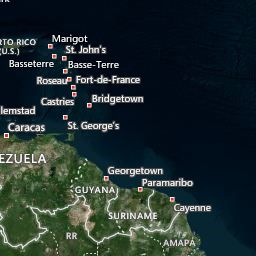 Marigot
RTO RICO
(U.S.)
St. John's
Basseterre
Basse-Terre
Roseau
Fort-de-France
Castries
Bridgetown
lemstad
St. George's
Caracas
EZUELA
Georgetown
GUYANA
Paramaribo
SURINAME
Cayenne
RR
AMAPÁ